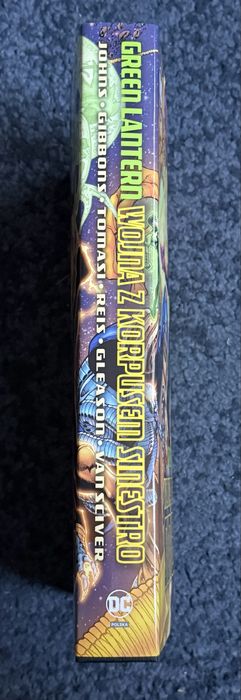 GREEN LANTERN WOJNA Z KORPUSEM SINESTRO
JOHNS • GIBBONS • TOMASI • REIS • GLEASON • VAN SCIVER
DC
POLSKA